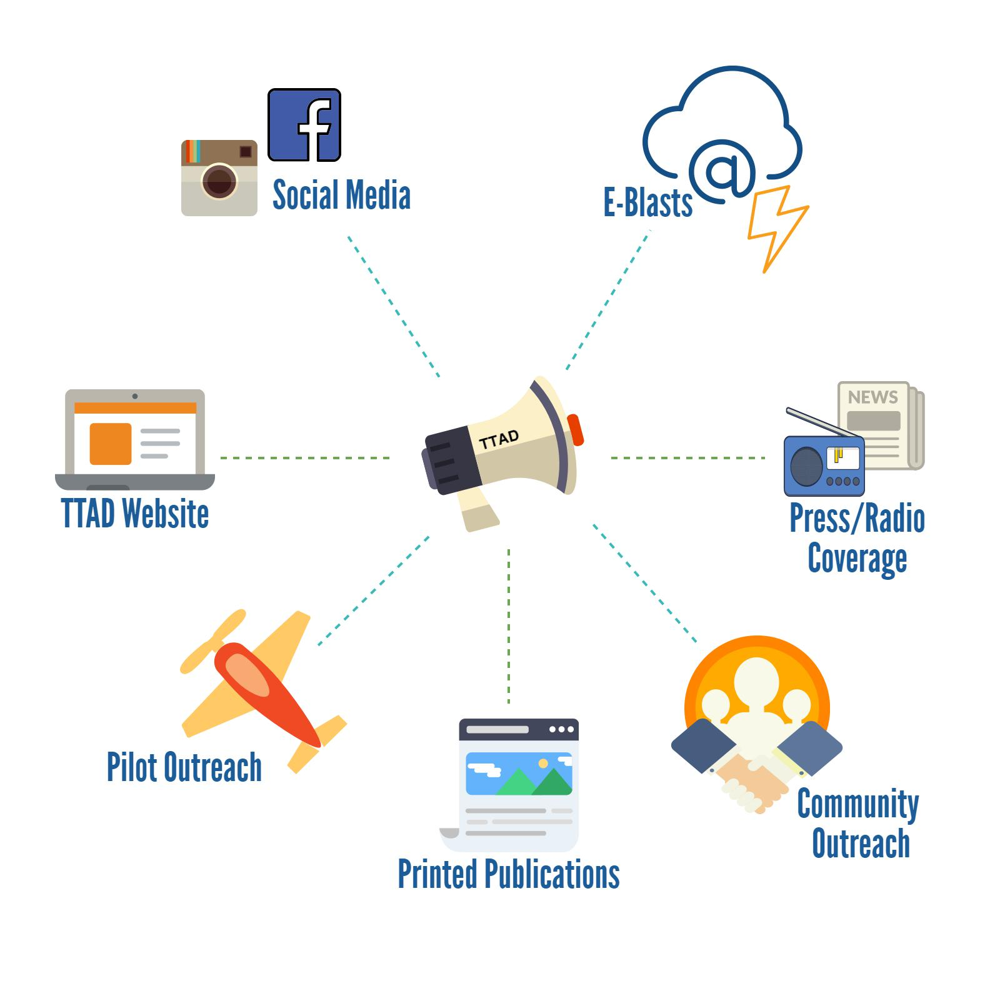 Social Media
E-Blasts
NEWS
TTAD
TTAD Website
Press/Radio
Coverage
Pilot Outreach
Community
Outreach
Printed Publications